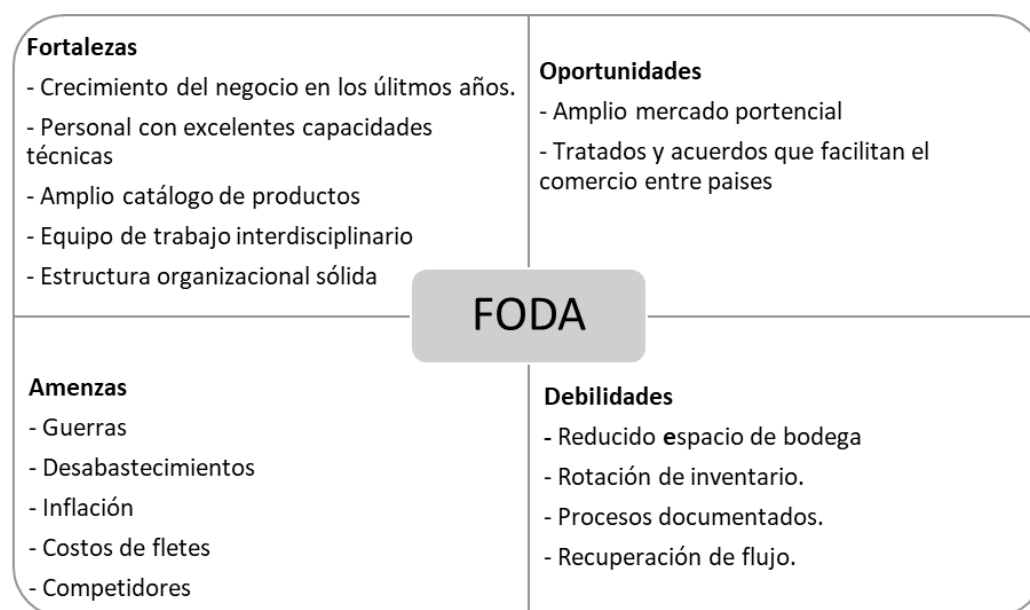 Fortalezas
- Crecimiento del negocio en los úlitmos años.
- Personal con excelentes capacidades
técnicas
- Amplio catálogo de productos
- Equipo de trabajo interdisciplinario
- Estructura organizacional sólida
Oportunidades
- Amplio mercado portencial
- Tratados y acuerdos que facilitan el
comercio entre paises
FODA
Amenzas
- Guerras
- Desabastecimientos
- Inflación
- Costos de fletes
- Competidores
Debilidades
- Reducido espacio de bodega
- Rotación de inventario.
- Procesos documentados.
- Recuperación de flujo.